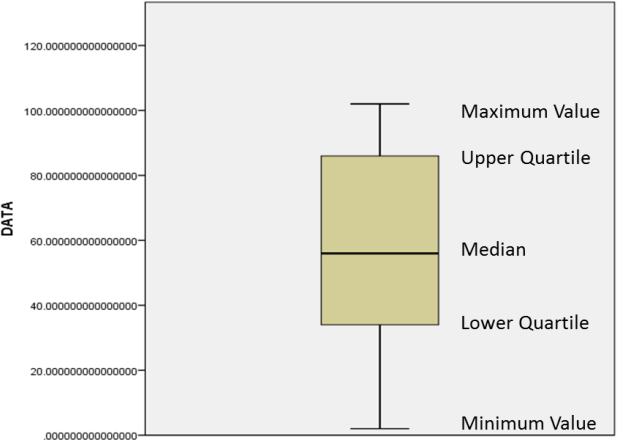 120.000000000000000
100.000000000000000
Maximum Value
Upper Quartile
80.000000000000000
DATA
60.000000000000000
Median
40.000000000000000
Lower Quartile
20.000000000000000
Minimum Value
.000000000000000